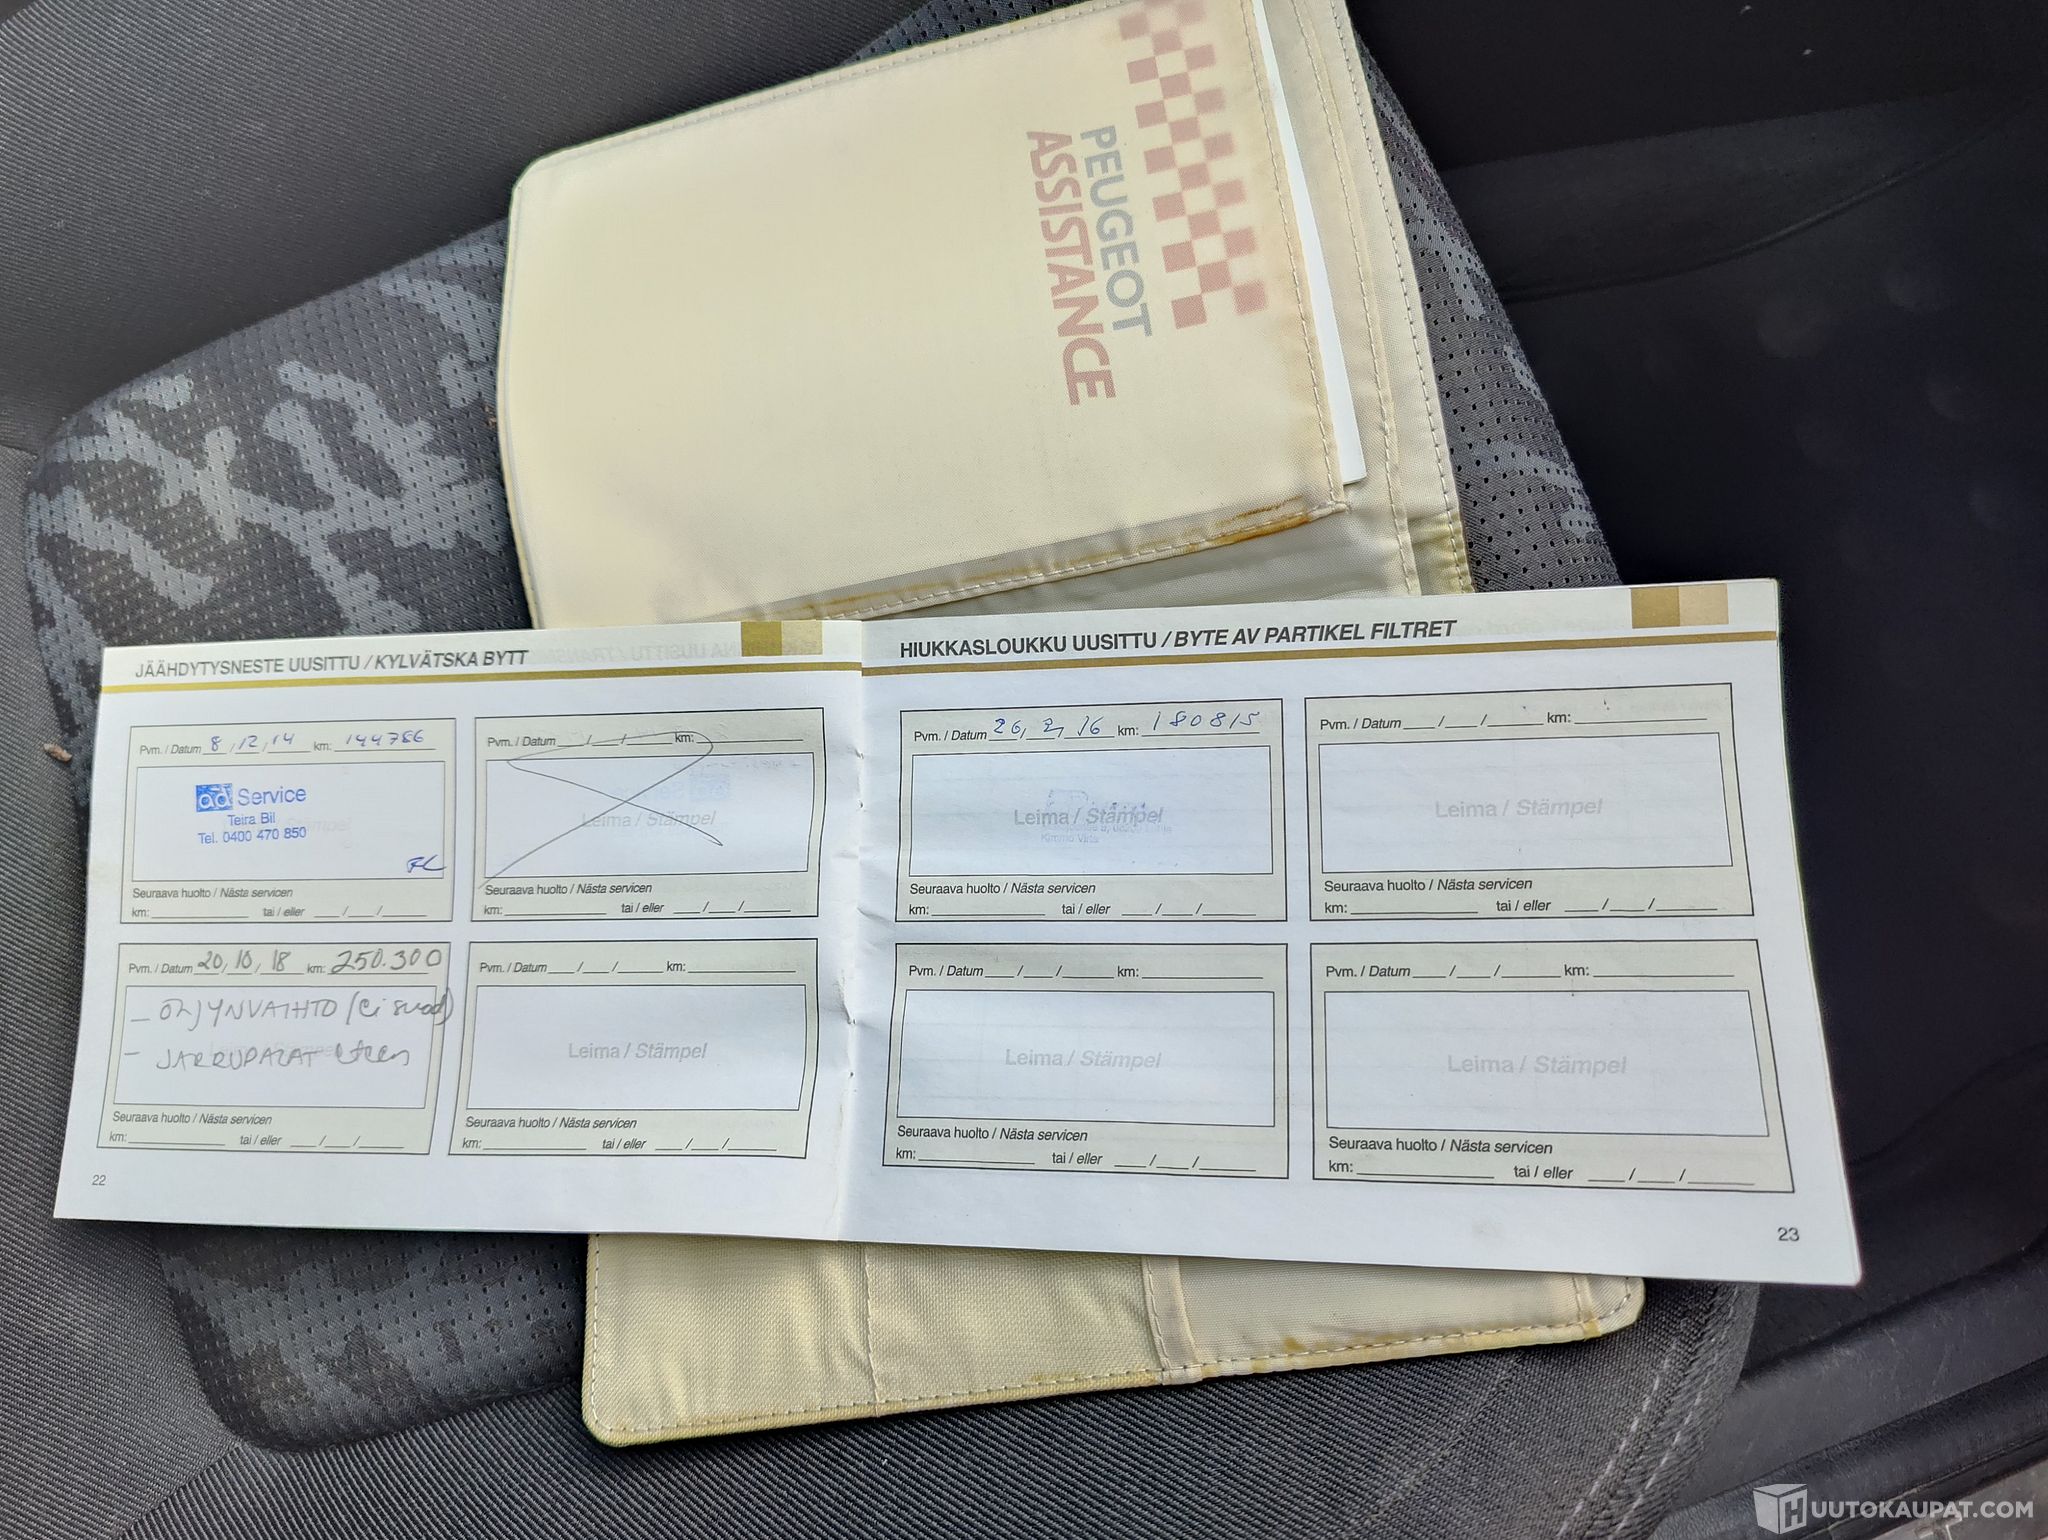 PEUGEOT
ASSISTANCE
JÄÄHDYTYSNESTE UUSITTU / KYLVÄTSKA BYTT
Pvm. / Datum 8 / 12 / 14 km: 144786
ad Service
Teira Bil
Tel. 0400 470 850
Seuraava huolto / Nästa servicen
km: tai / eller / /
Pvm. / Datum / / km:
Leima / Stämpel
Seuraava huolto / Nästa servicen
km: tai / eller / /
Pvm. / Datum 20, 10, 18 km: 250.300
- ÖLJYNVAIHTO (ei suod)
- JARRUPALAT
Seuraava huolto / Nästa servicen
km: tai / eller / /
Pvm. / Datum / / km:
Leima / Stämpel
Seuraava huolto / Nästa servicen
km: tai / eller / /
22
HIUKKASLOUKKU UUSITTU / BYTE AV PARTIKEL FILTRET
Pvm. / Datum 26, 2, 16 km: 180815
Leima / Stämpel
Seuraava huolto / Nästa servicen
km: tai / eller / /
Pvm. / Datum / / km:
Leima / Stämpel
Seuraava huolto / Nästa servicen
km: tai / eller / /
Pvm. / Datum / / km:
Leima / Stämpel
Seuraava huolto / Nästa servicen
km: tai / eller / /
Pvm. / Datum / / km:
Leima / Stämpel
Seuraava huolto / Nästa servicen
km: tai / eller / /
23
HUUTOKAUPAT.COM